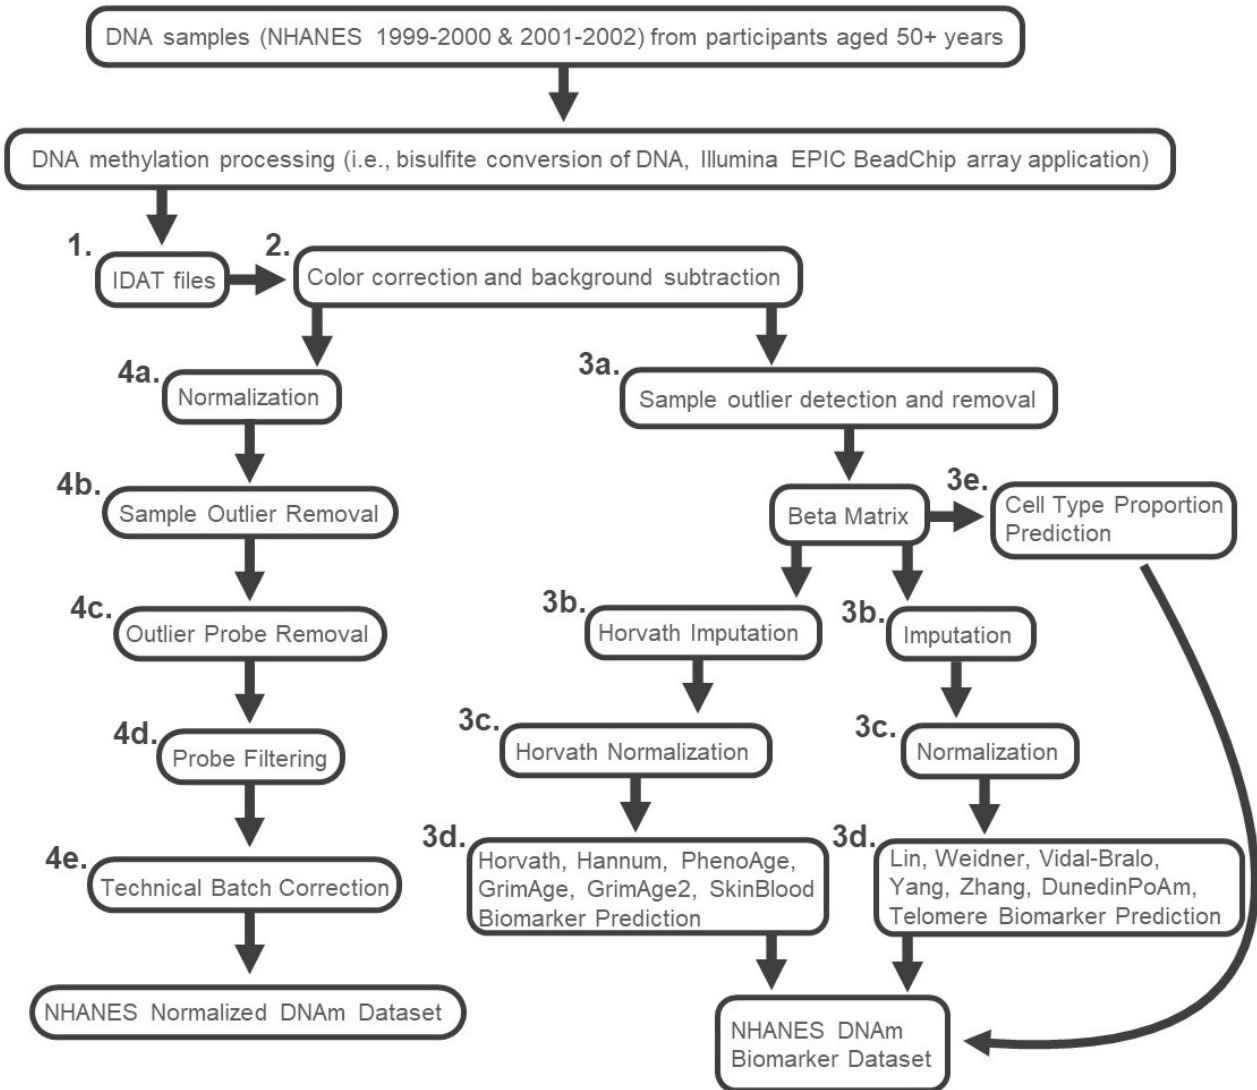 DNA samples (NHANES 1999-2000 & 2001-2002) from participants aged 50+ years
DNA methylation processing (i.e., bisulfite conversion of DNA, Illumina EPIC BeadChip array application)
1.
IDAT files
2.
Color correction and background subtraction
4a.
Normalization
4b.
Sample Outlier Removal
4c.
Outlier Probe Removal
4d.
Probe Filtering
4e.
Technical Batch Correction
NHANES Normalized DNAm Dataset
3a.
Sample outlier detection and removal
Beta Matrix
3e.
Cell Type Proportion
Prediction
3b.
Horvath Imputation
3c.
Horvath Normalization
3d.
Horvath, Hannum, PhenoAge,
GrimAge, GrimAge2, SkinBlood
Biomarker Prediction
3b.
Imputation
3c.
Normalization
3d.
Lin, Weidner, Vidal-Bralo,
Yang, Zhang, DunedinPoAm,
Telomere Biomarker Prediction
NHANES DNAm
Biomarker Dataset